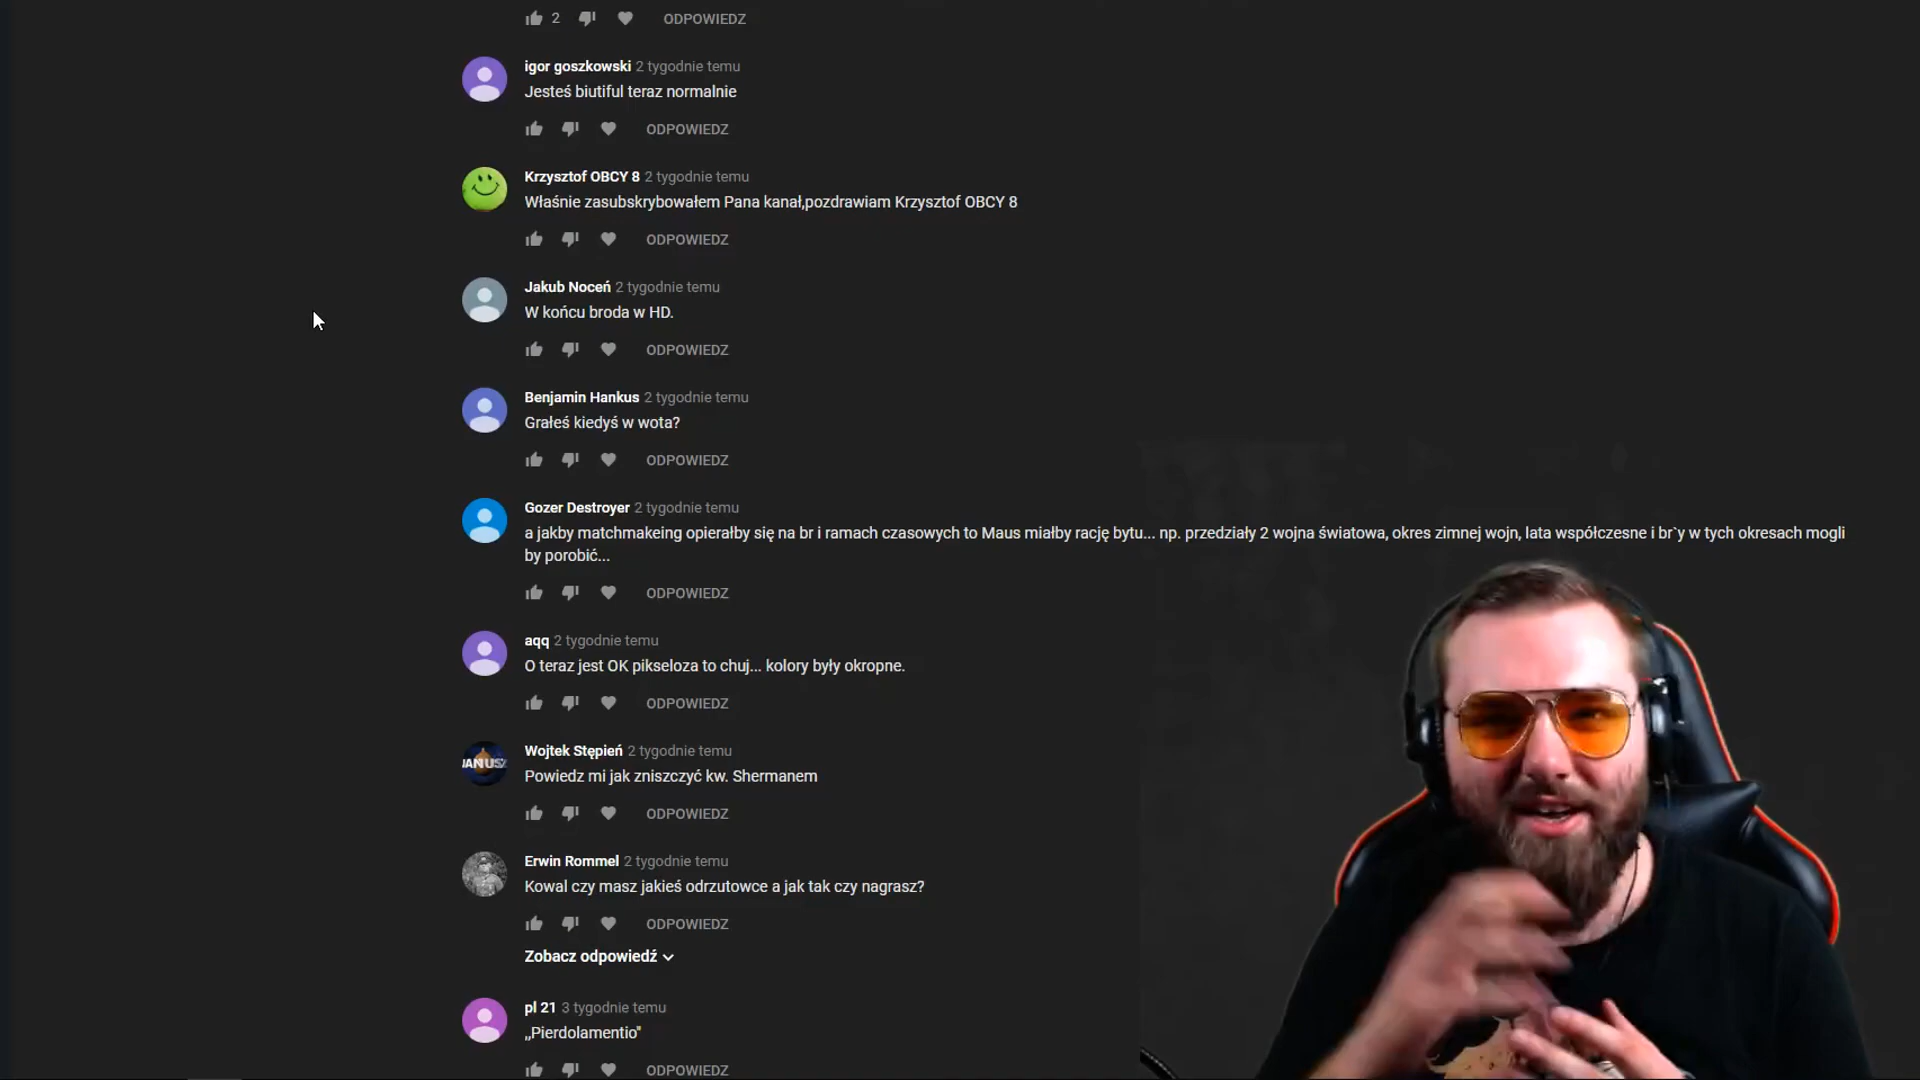 2 ODPOWIEDZ
igor goszkowski 2 tygodnie temu
Jesteś biutiful teraz normalnie
ODPOWIEDZ
Krzysztof OBCY 8 2 tygodnie temu
Właśnie zasubskrybowałem Pana kanał,pozdrawiam Krzysztof OBCY 8
ODPOWIEDZ
Jakub Noceń 2 tygodnie temu
W końcu broda w HD.
ODPOWIEDZ
Benjamin Hankus 2 tygodnie temu
Grałeś kiedyś w wota?
ODPOWIEDZ
Gozer Destroyer 2 tygodnie temu
a jakby matchmakeing opierałby się na br i ramach czasowych to Maus miałby rację bytu... np. przedziały 2 wojna światowa, okres zimnej wojn, lata współczesne i br`y w tych okresach mogli
by porobić...
ODPOWIEDZ
aqq 2 tygodnie temu
O teraz jest OK pikseloza to chuj... kolory były okropne.
ODPOWIEDZ
JANUSZ
Wojtek Stępień 2 tygodnie temu
Powiedz mi jak zniszczyć kw. Shermanem
ODPOWIEDZ
Erwin Rommel 2 tygodnie temu
Kowal czy masz jakieś odrzutowce a jak tak czy nagrasz?
ODPOWIEDZ
Zobacz odpowiedź
pl 21 3 tygodnie temu
,,Pierdolamentio"
ODPOWIEDZ